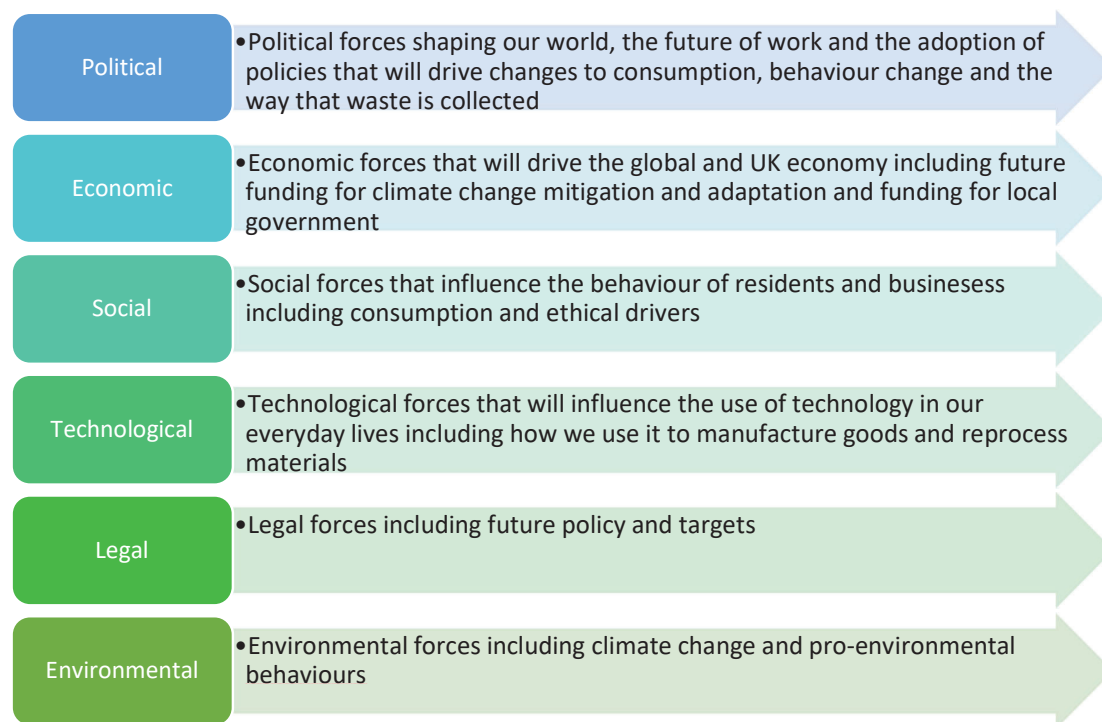 Political
•Political forces shaping our world, the future of work and the adoption of
policies that will drive changes to consumption, behaviour change and the
way that waste is collected
Economic
•Economic forces that will drive the global and UK economy including future
funding for climate change mitigation and adaptation and funding for local
government
Social
•Social forces that influence the behaviour of residents and businesess
including consumption and ethical drivers
Technological
•Technological forces that will influence the use of technology in our
everyday lives including how we use it to manufacture goods and reprocess
materials
Legal
•Legal forces including future policy and targets
Environmental
•Environmental forces including climate change and pro-environmental
behaviours